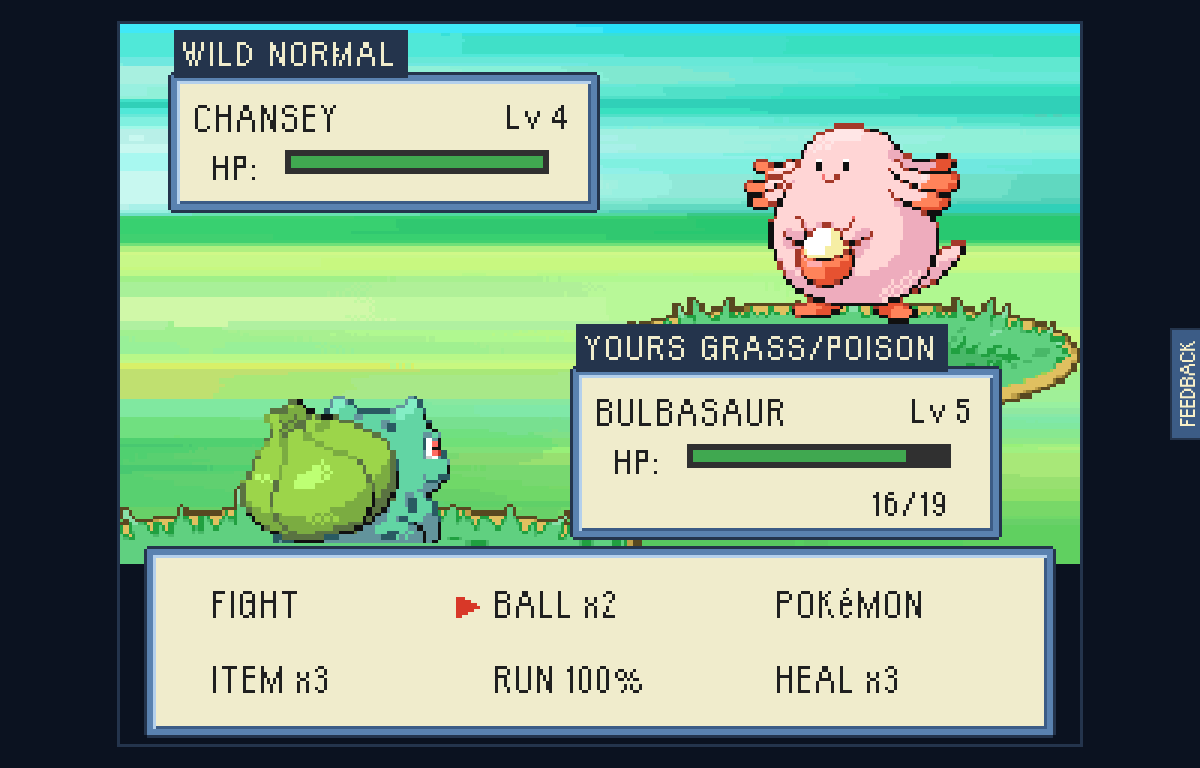 WILD NORMAL
CHANSEY Lv 4
HP:
YOURS GRASS/POISON
BULBASAUR Lv 5
HP:
16/19
FIGHT BALL x2 POKéMON
ITEM x3 RUN 100% HEAL x3
FEEDBACK